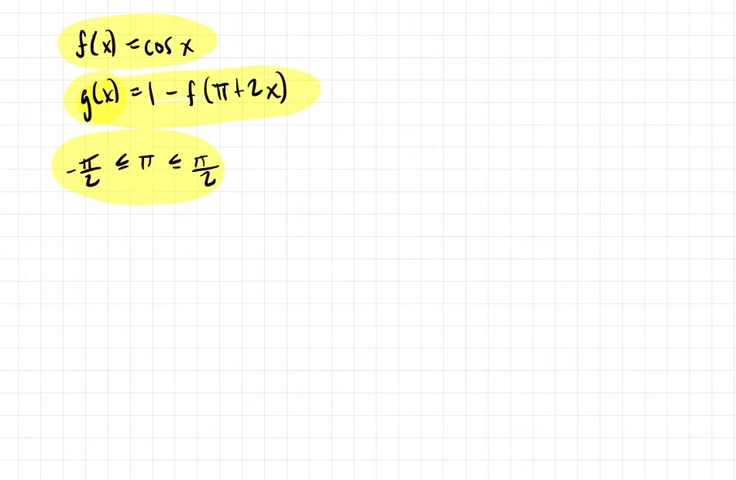 f(x) = cos x
g(x) = 1 - f(π+2x)
-π/2 ≤ π ≤ π/2